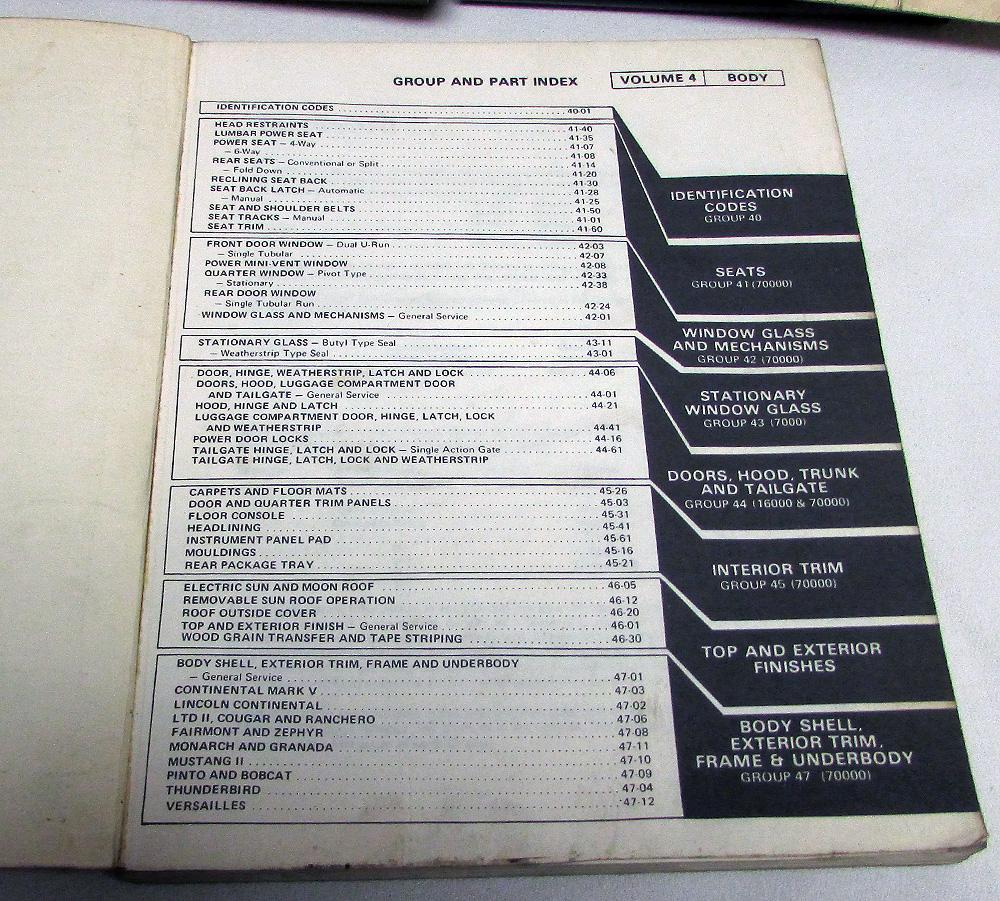 GROUP AND PART INDEX
VOLUME 4 BODY
IDENTIFICATION CODES 40-01
HEAD RESTRAINTS 41-40
LUMBAR POWER SEAT 41-35
POWER SEAT — 4-Way 41-07
— 6-Way 41-08
REAR SEATS — Conventional or Split 41-14
— Fold Down 41-20
RECLINING SEAT BACK 41-30
SEAT BACK LATCH — Automatic 41-28
— Manual 41-25
SEAT AND SHOULDER BELTS 41-50
SEAT TRACKS — Manual 41-01
SEAT TRIM 41-60
FRONT DOOR WINDOW — Dual U-Run 42-03
— Single Tubular 42-07
POWER MINI-VENT WINDOW 42-08
QUARTER WINDOW — Pivot Type 42-33
— Stationary 42-38
REAR DOOR WINDOW
— Single Tubular Run 42-24
WINDOW GLASS AND MECHANISMS — General Service 42-01
STATIONARY GLASS — Butyl Type Seal 43-11
— Weatherstrip Type Seal 43-01
DOOR, HINGE, WEATHERSTRIP, LATCH AND LOCK 44-06
DOORS, HOOD, LUGGAGE COMPARTMENT DOOR
AND TAILGATE — General Service 44-01
HOOD, HINGE AND LATCH 44-21
LUGGAGE COMPARTMENT DOOR, HINGE, LATCH, LOCK
AND WEATHERSTRIP 44-41
POWER DOOR LOCKS 44-16
TAILGATE HINGE, LATCH AND LOCK — Single Action Gate 44-61
TAILGATE HINGE, LATCH, LOCK AND WEATHERSTRIP
CARPETS AND FLOOR MATS 45-26
DOOR AND QUARTER TRIM PANELS 45-03
FLOOR CONSOLE 45-31
HEADLINING 45-41
INSTRUMENT PANEL PAD 45-61
MOULDINGS 45-16
REAR PACKAGE TRAY 45-21
ELECTRIC SUN AND MOON ROOF 46-05
REMOVABLE SUN ROOF OPERATION 46-12
ROOF OUTSIDE COVER 46-20
TOP AND EXTERIOR FINISH — General Service 46-01
WOOD GRAIN TRANSFER AND TAPE STRIPING 46-30
BODY SHELL, EXTERIOR TRIM, FRAME AND UNDERBODY
— General Service 47-01
CONTINENTAL MARK V 47-03
LINCOLN CONTINENTAL 47-02
LTD II, COUGAR AND RANCHERO 47-06
FAIRMONT AND ZEPHYR 47-08
MONARCH AND GRANADA 47-11
MUSTANG II 47-10
PINTO AND BOBCAT 47-09
THUNDERBIRD 47-04
VERSAILLES 47-12
IDENTIFICATION
CODES
GROUP 40
SEATS
GROUP 41 (70000)
WINDOW GLASS
AND MECHANISMS
GROUP 42 (70000)
STATIONARY
WINDOW GLASS
GROUP 43 (7000)
DOORS, HOOD, TRUNK
AND TAILGATE
GROUP 44 (16000 & 70000)
INTERIOR TRIM
GROUP 45 (70000)
TOP AND EXTERIOR
FINISHES
BODY SHELL,
EXTERIOR TRIM,
FRAME & UNDERBODY
GROUP 47 (70000)